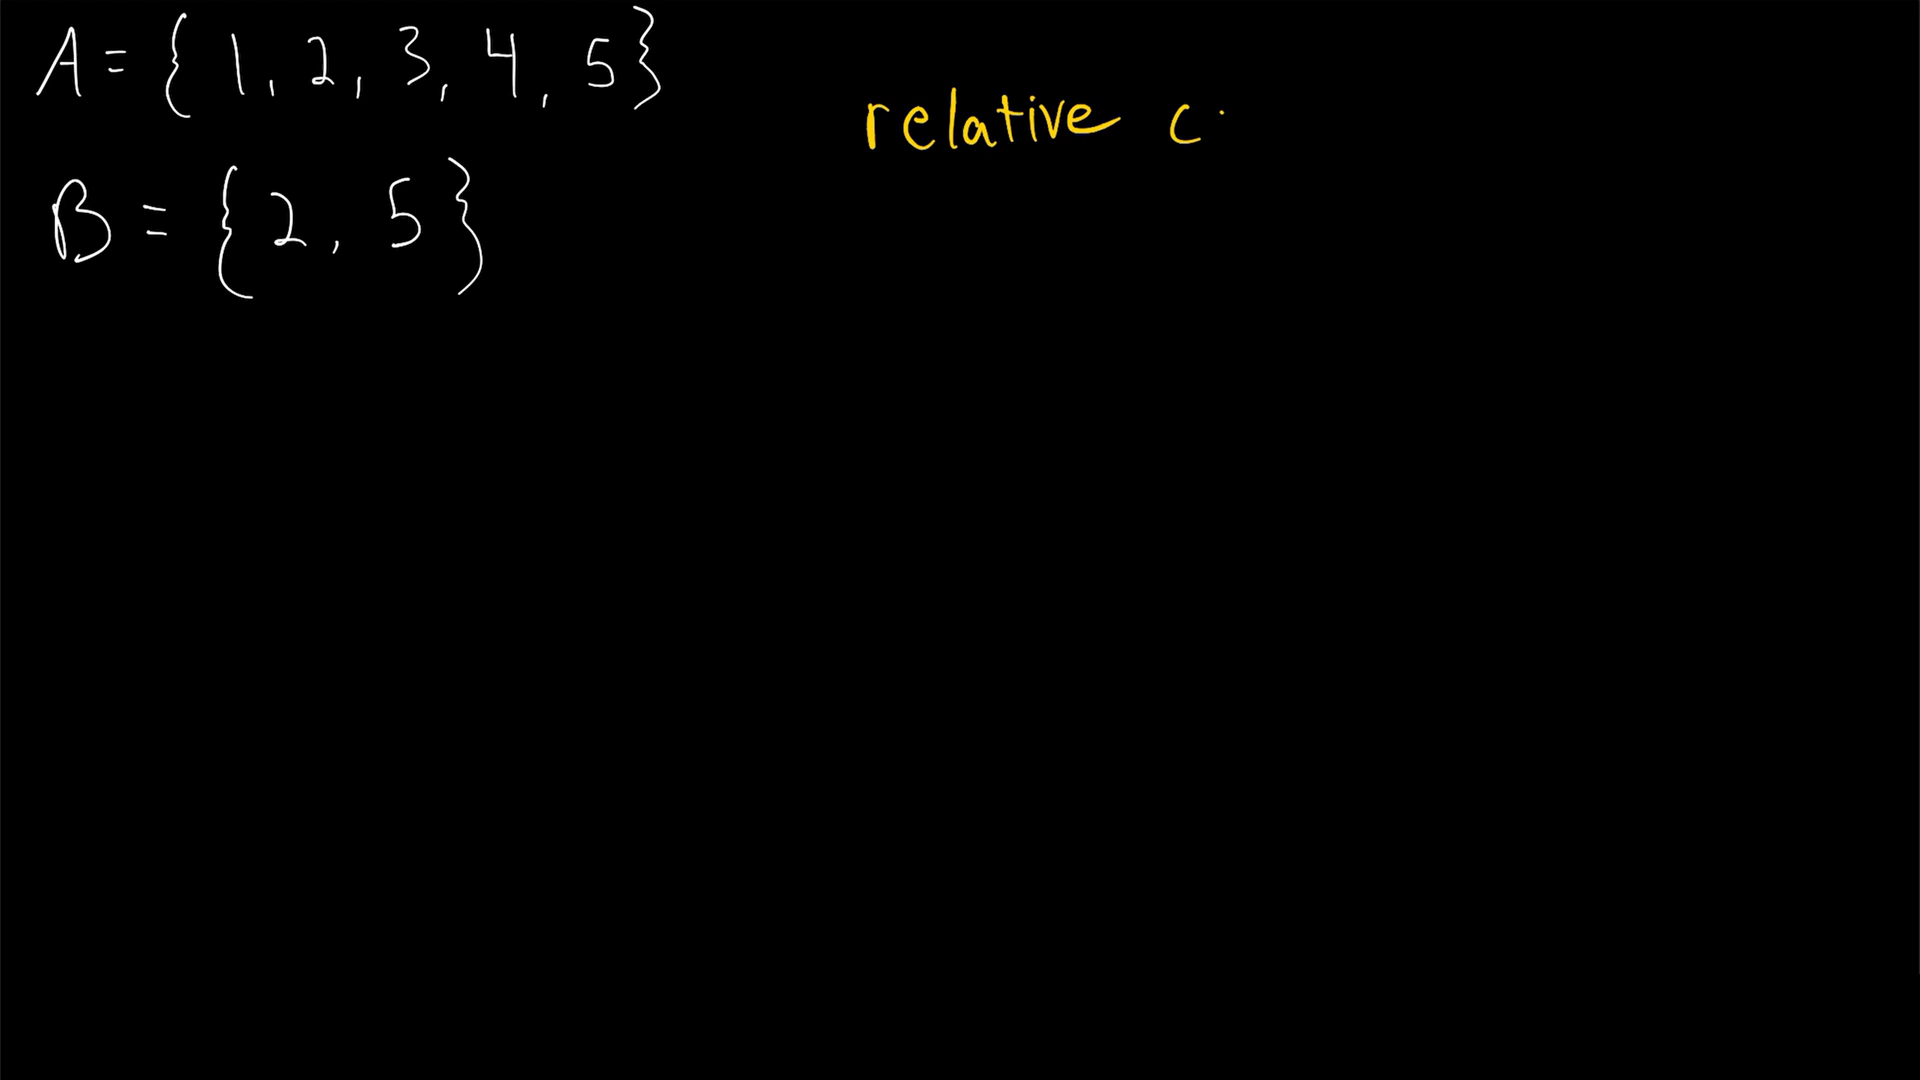 A = { 1, 2, 3, 4, 5 }
relative c
B = { 2, 5 }